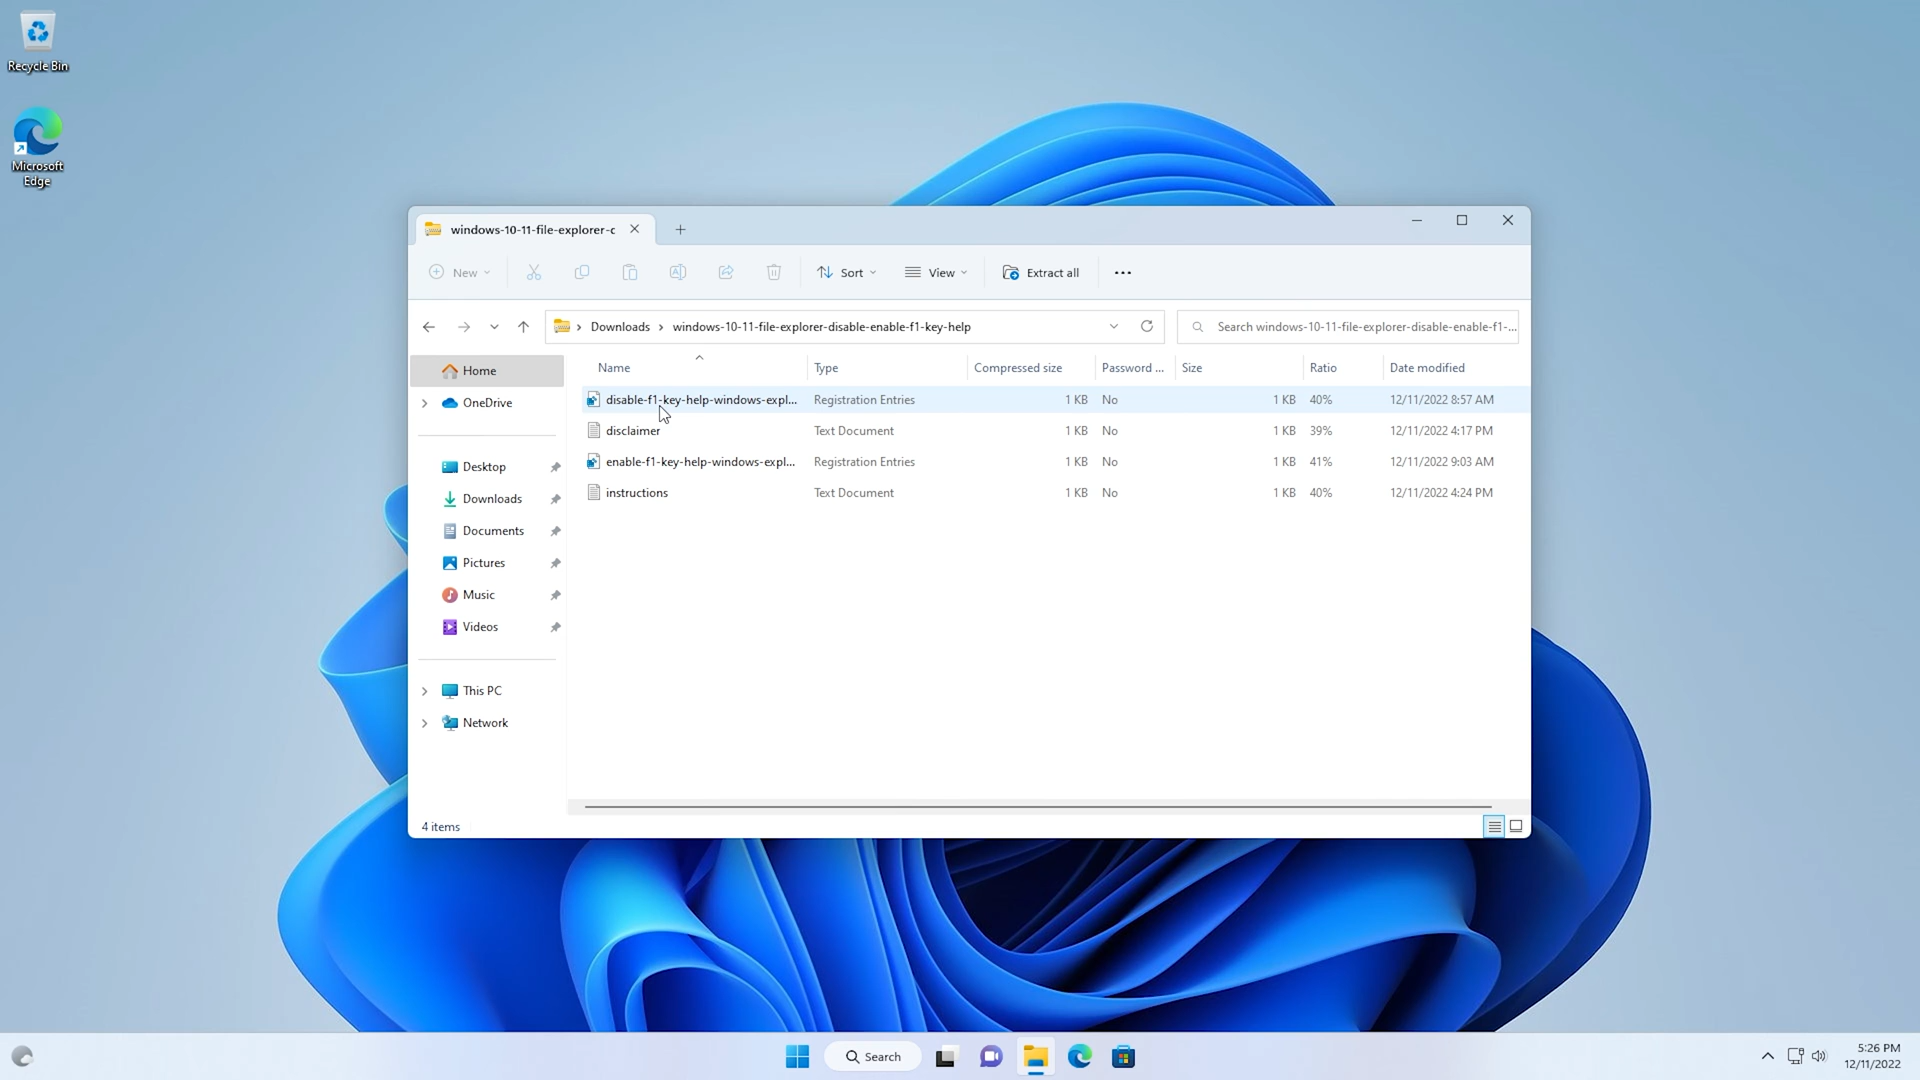 Recycle Bin
Microsoft
Edge
windows-10-11-file-explorer-c
New
Sort
View
Extract all
Downloads
windows-10-11-file-explorer-disable-enable-f1-key-help
Search windows-10-11-file-explorer-disable-enable-f1-...
Home
OneDrive
Desktop
Downloads
Documents
Pictures
Music
Videos
This PC
Network
Name Type Compressed size Password ... Size Ratio Date modified
disable-f1-key-help-windows-expl... Registration Entries 1 KB No 1 KB 40% 12/11/2022 8:57 AM
disclaimer Text Document 1 KB No 1 KB 39% 12/11/2022 4:17 PM
enable-f1-key-help-windows-expl... Registration Entries 1 KB No 1 KB 41% 12/11/2022 9:03 AM
instructions Text Document 1 KB No 1 KB 40% 12/11/2022 4:24 PM
4 items
Search
5:26 PM
12/11/2022